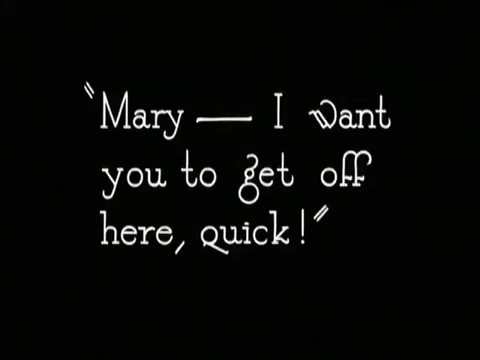 "Mary — I want
you to get off
here, quick!"